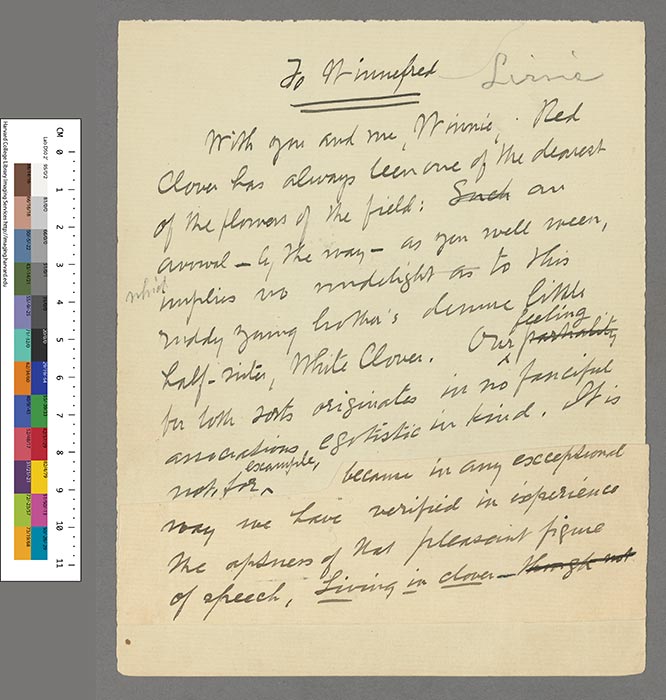 To Winnefred Lizzie
With you and me, Winnie, Red
Clover has always been one of the dearest
of the flowers of the field: Such an
avowal — by the way — as you well ween,
which
implies no undelight as to this
ruddy young brother's demure little
feeling
half-sister, White Clover. Our partiality
for both sorts originates in no fanciful
associations egotistic in kind. It is
example,
not, for because in any exceptional
way we have verified in experience
the aptness of that pleasant figure
of speech, Living in clover — though not
CM 0
1
2
3
4
5
6
7
8
9
10
11
Harvard College Library Imaging Services http://imaging.harvard.edu